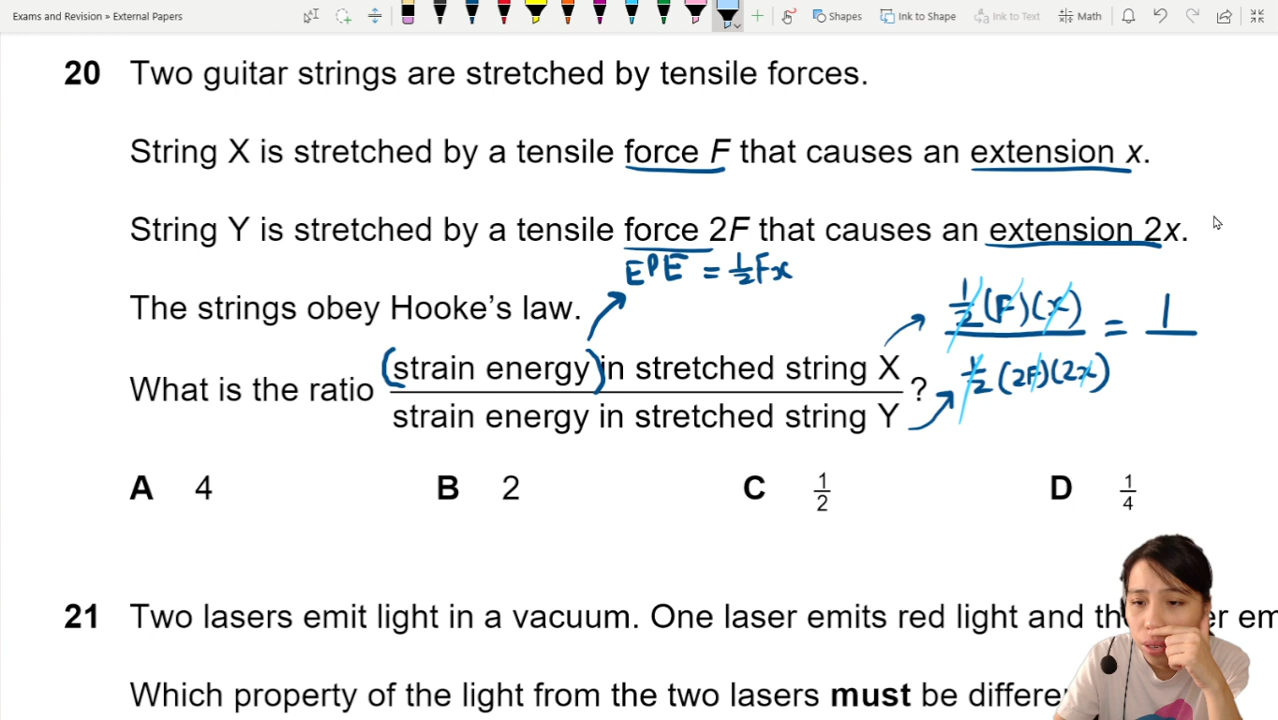 Exams and Revision » External Papers
Shapes Ink to Shape Ink to Text Math
20 Two guitar strings are stretched by tensile forces.
String X is stretched by a tensile force F that causes an extension x.
String Y is stretched by a tensile force 2F that causes an extension 2x.
EPE = ½Fx
The strings obey Hooke's law.
½(F)(x) = 1
½(2F)(2x)
What is the ratio (strain energy) in stretched string X
strain energy in stretched string Y ?
A 4 B 2 C 1/2 D 1/4
21 Two lasers emit light in a vacuum. One laser emits red light and
Which property of the light from the two lasers must be